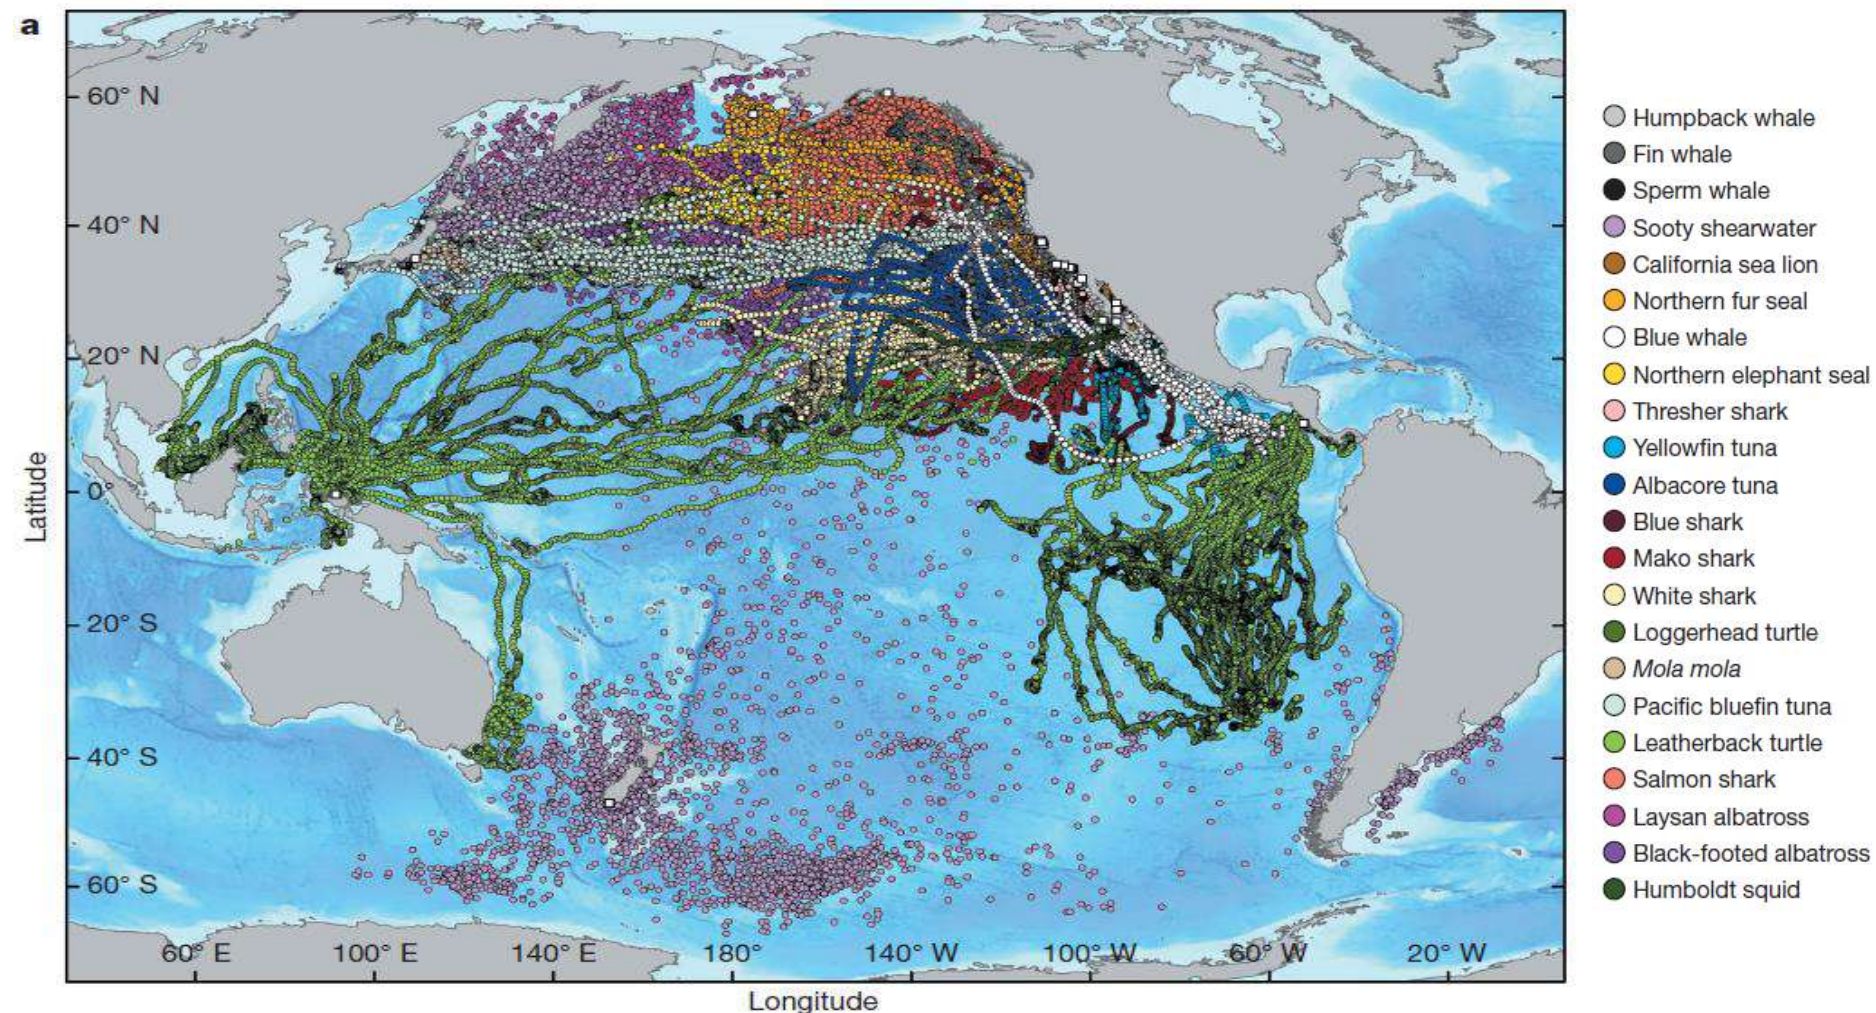 a
60° N
40° N
20° N
0°
20° S
40° S
60° S
Latitude
60° E 100° E 140° E 180° 140° W 100° W 60° W 20° W
Longitude
Humpback whale
Fin whale
Sperm whale
Sooty shearwater
California sea lion
Northern fur seal
Blue whale
Northern elephant seal
Thresher shark
Yellowfin tuna
Albacore tuna
Blue shark
Mako shark
White shark
Loggerhead turtle
Mola mola
Pacific bluefin tuna
Leatherback turtle
Salmon shark
Laysan albatross
Black-footed albatross
Humboldt squid